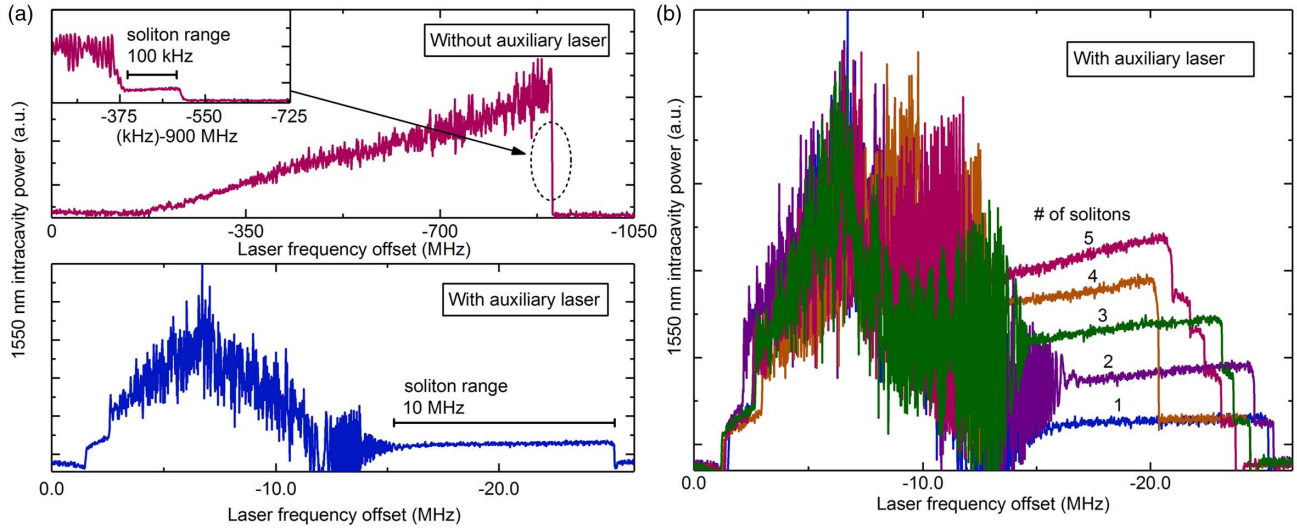 (a)
soliton range
100 kHz
-375 -550 -725
(kHz)-900 MHz
Without auxiliary laser
0 -350 -700 -1050
Laser frequency offset (MHz)
1550 nm intracavity power (a.u.)
With auxiliary laser
soliton range
10 MHz
0.0 -10.0 -20.0
Laser frequency offset (MHz)
(b)
With auxiliary laser
# of solitons
5
4
3
2
1
1550 nm intracavity power (a.u.)
0.0 -10.0 -20.0
Laser frequency offset (MHz)